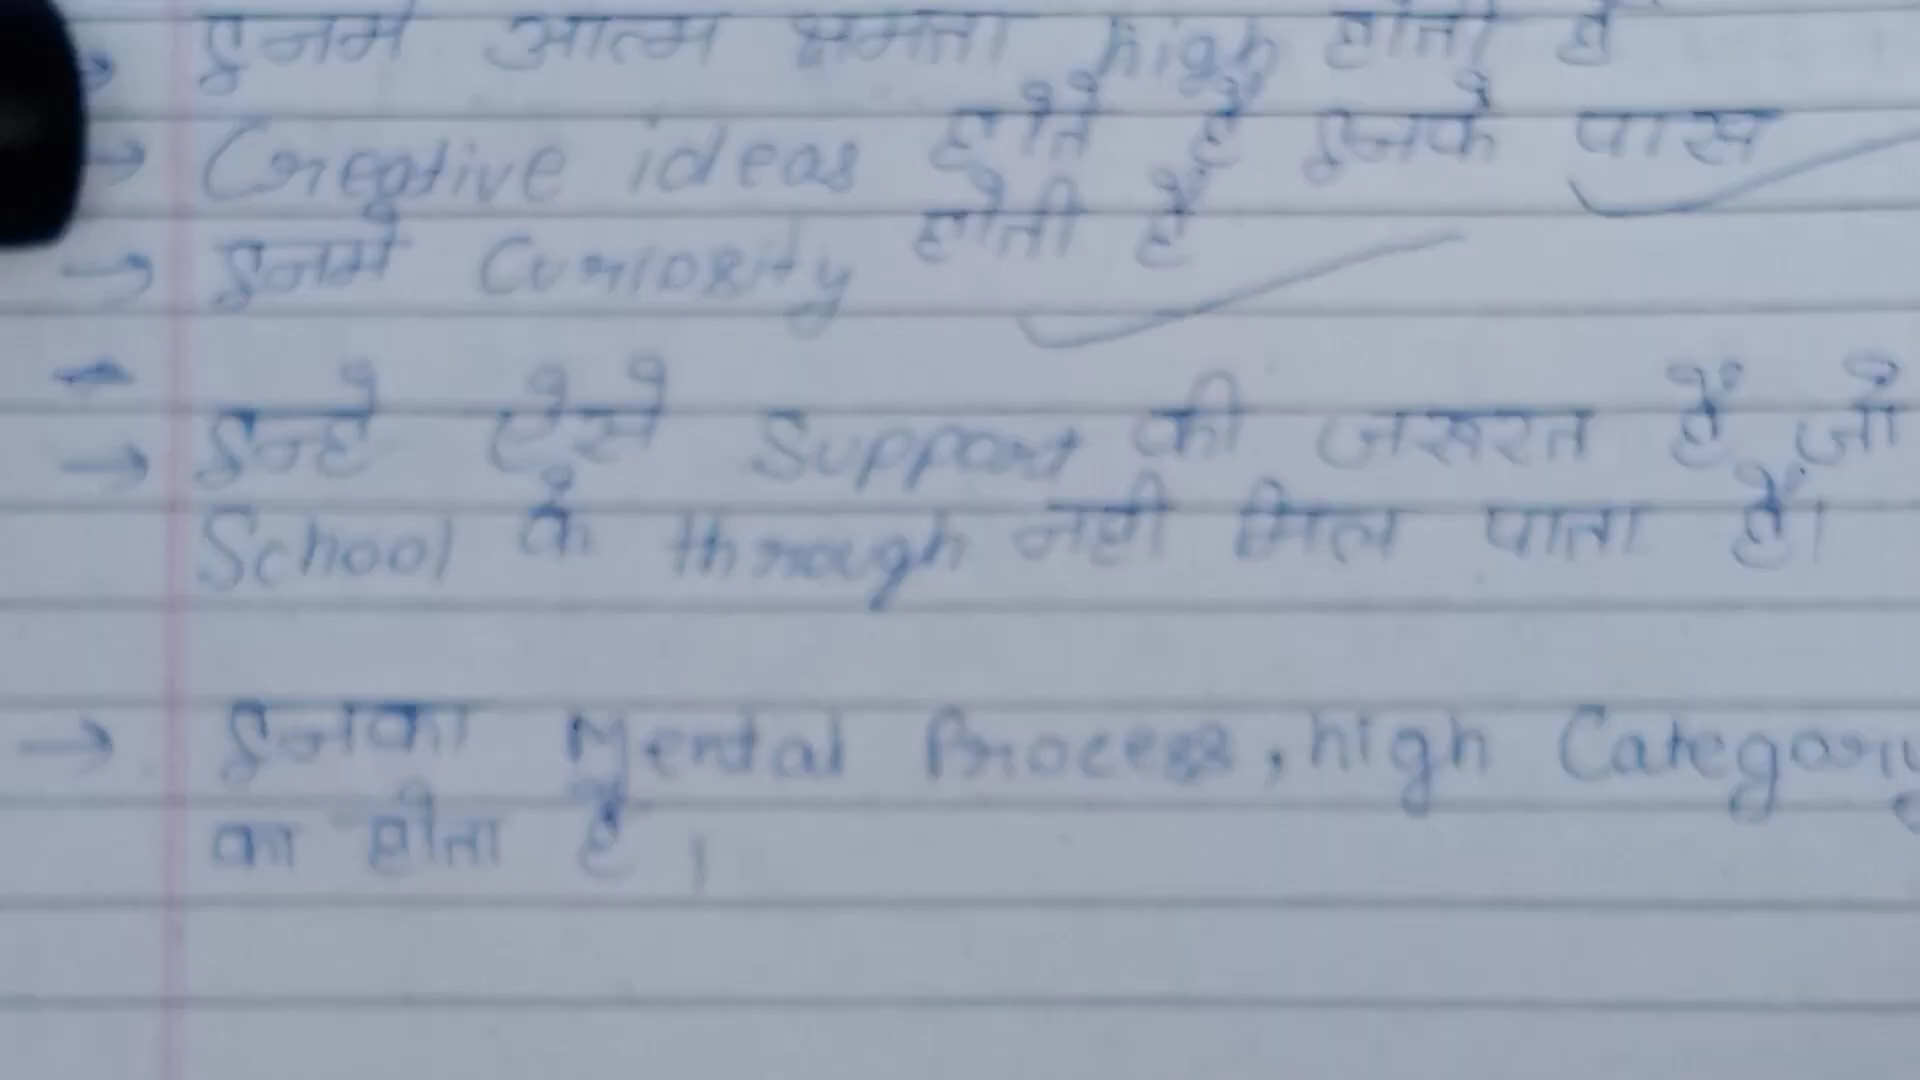 → इनमे आत्म क्षमता high होती है
→ Creative ideas होते है इनके पास
→ इनमे Curiosity होती है
→ इन्हे ऐसे Support की जरूरत है जो
School के through नही मिल पाता है।
→ इनका Mental Process, high Category
का होता है।